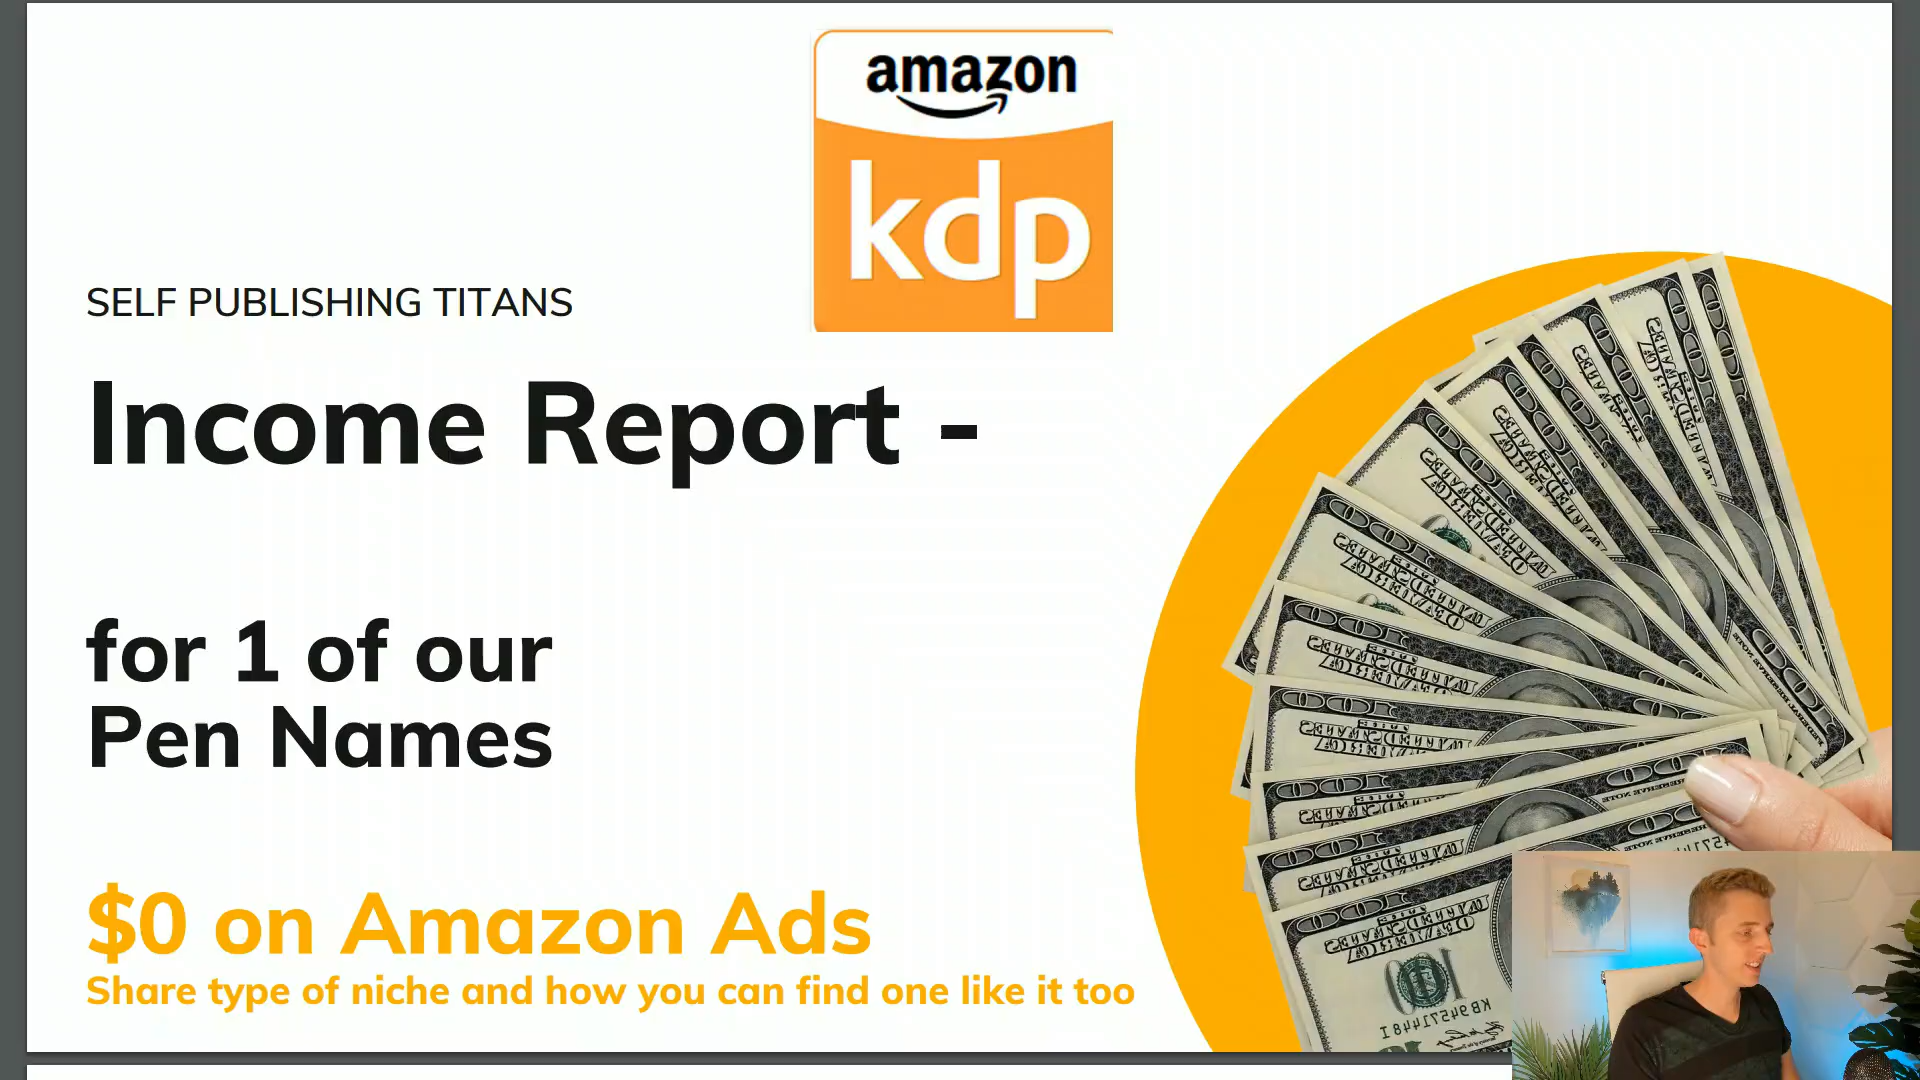 amazon
kdp
SELF PUBLISHING TITANS
Income Report -
for 1 of our
Pen Names
$0 on Amazon Ads
Share type of niche and how you can find one like it too